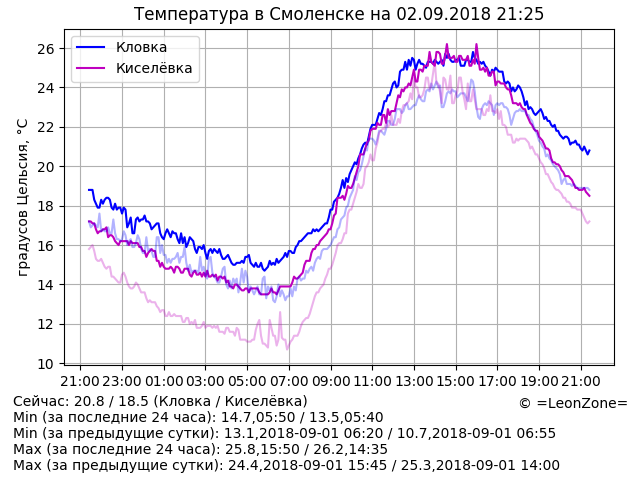 Температура в Смоленске на 02.09.2018 21:25
градусов Цельсия, °C
26
24
22
20
18
16
14
12
10
Кловка
Киселёвка
21:00 23:00 01:00 03:00 05:00 07:00 09:00 11:00 13:00 15:00 17:00 19:00 21:00
Сейчас: 20.8 / 18.5 (Кловка / Киселёвка)
© =LeonZone=
Min (за последние 24 часа): 14.7,05:50 / 13.5,05:40
Min (за предыдущие сутки): 13.1,2018-09-01 06:20 / 10.7,2018-09-01 06:55
Max (за последние 24 часа): 25.8,15:50 / 26.2,14:35
Max (за предыдущие сутки): 24.4,2018-09-01 15:45 / 25.3,2018-09-01 14:00